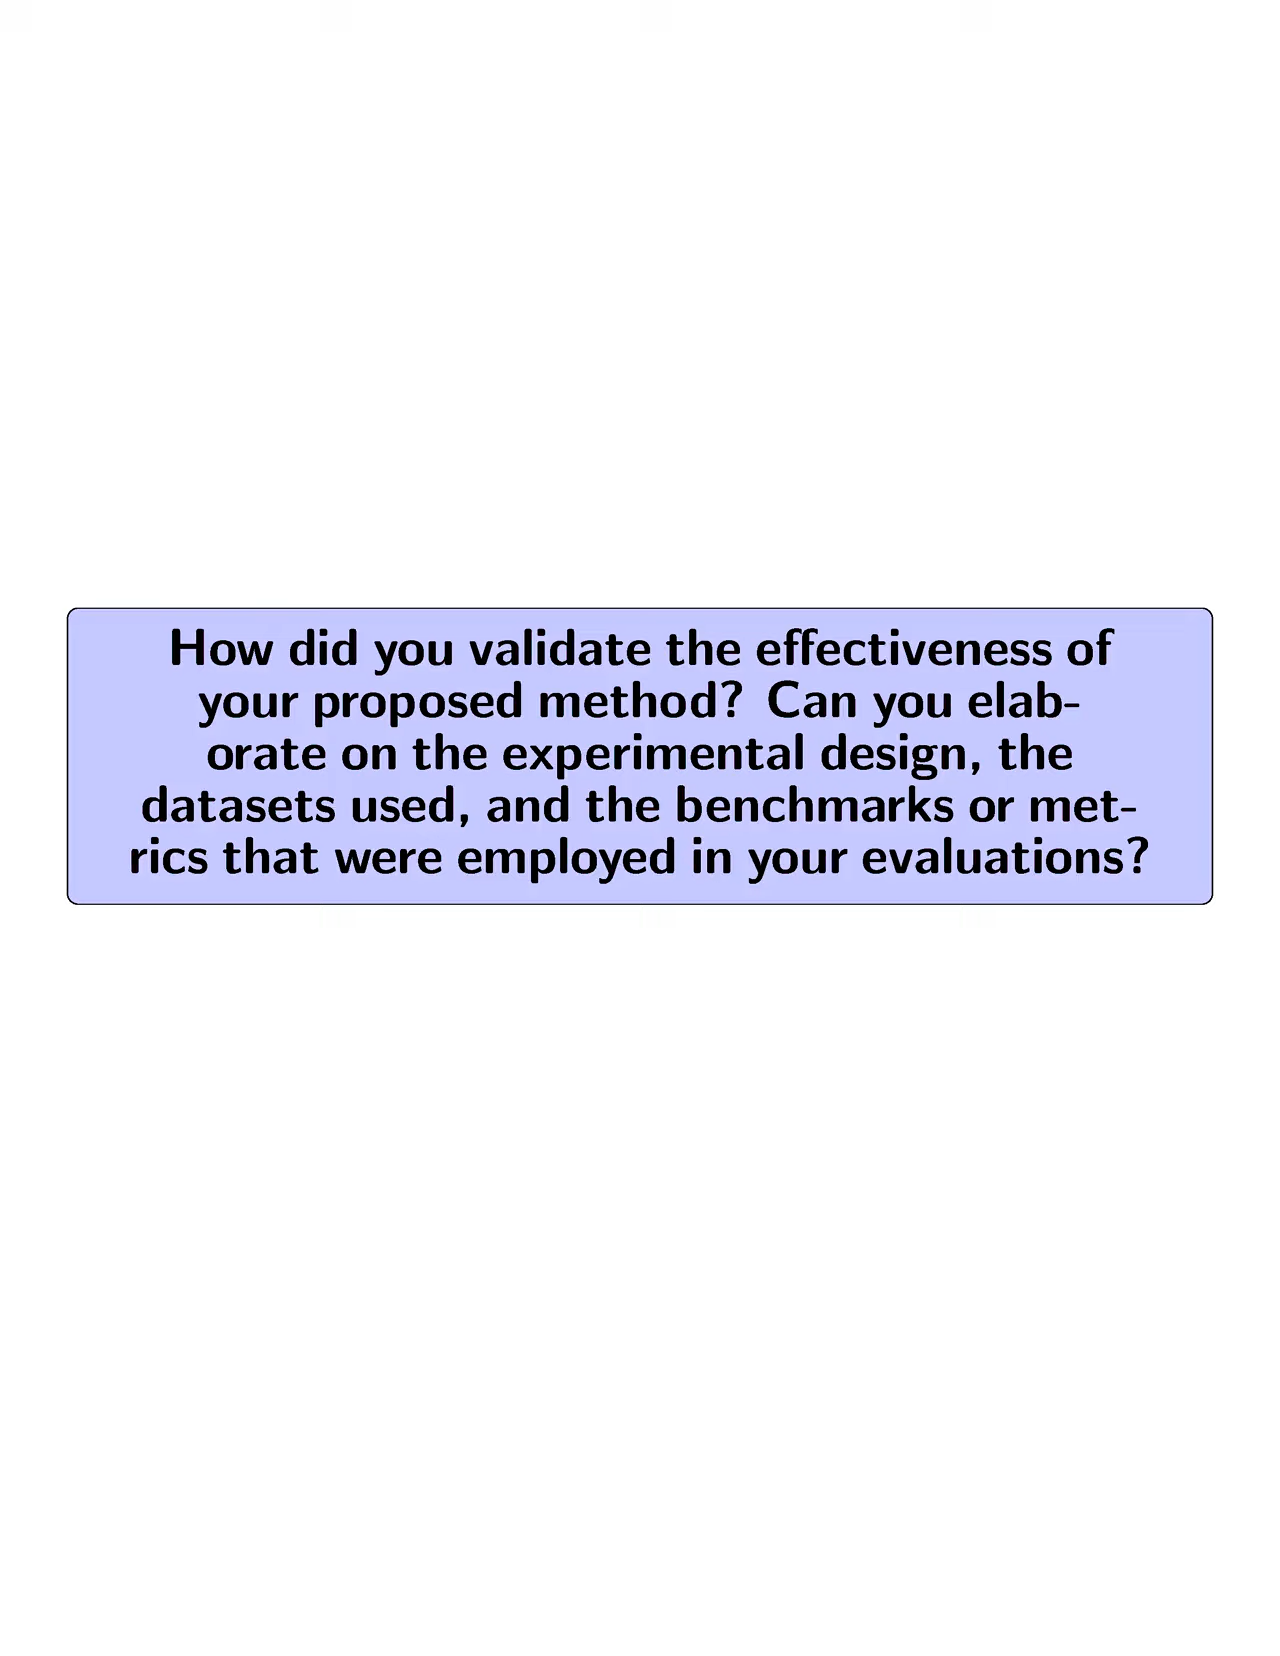 How did you validate the effectiveness of
your proposed method? Can you elab-
orate on the experimental design, the
datasets used, and the benchmarks or met-
rics that were employed in your evaluations?